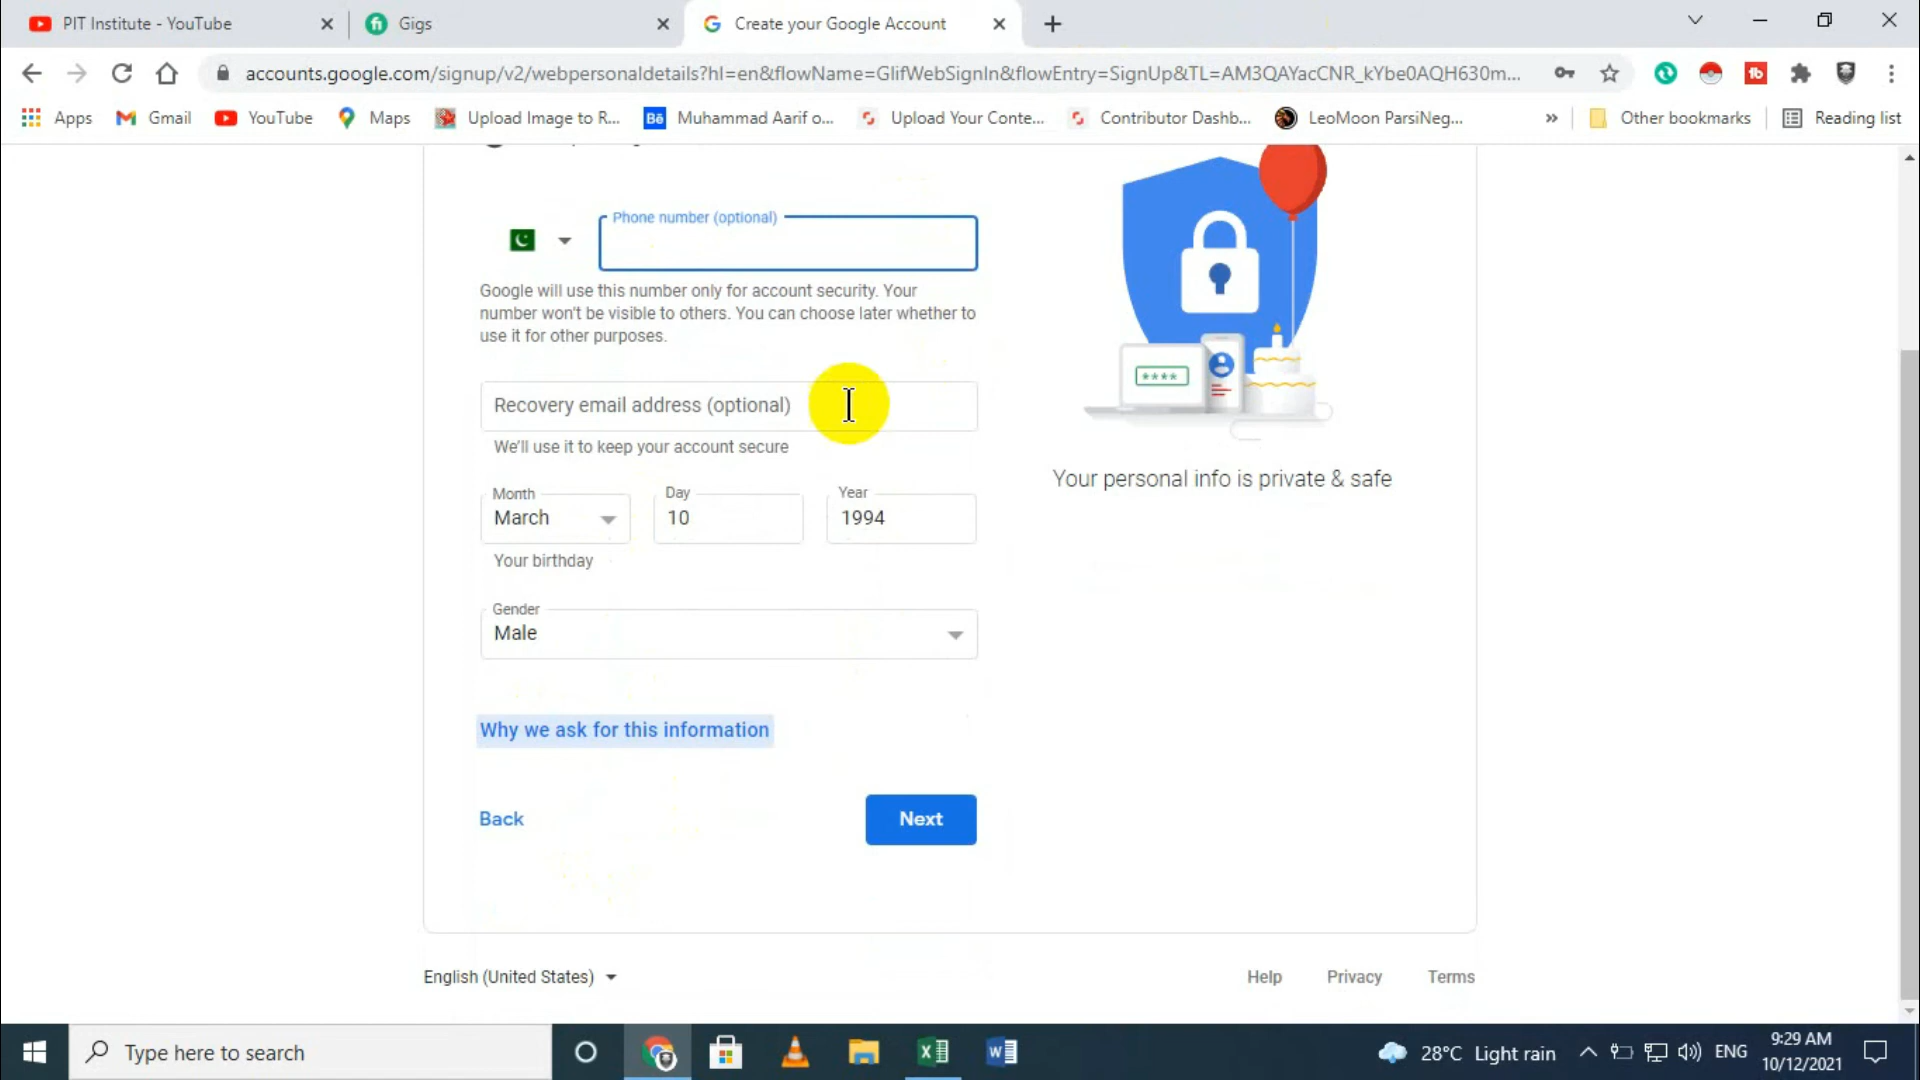 PIT Institute - YouTube
Gigs
Create your Google Account
accounts.google.com/signup/v2/webpersonaldetails?hl=en&flowName=GlifWebSignIn&flowEntry=SignUp&TL=AM3QAYacCNR_kYbe0AQH630m...
Apps
Gmail
YouTube
Maps
Upload Image to R...
Muhammad Aarif o...
Upload Your Conte...
Contributor Dashb...
LeoMoon ParsiNeg...
»
Other bookmarks
Reading list
Phone number (optional)
Google will use this number only for account security. Your
number won't be visible to others. You can choose later whether to
use it for other purposes.
Recovery email address (optional)
We'll use it to keep your account secure
Month
March
Day
10
Year
1994
Your birthday
Gender
Male
Why we ask for this information
Back
Next
****
Your personal info is private & safe
English (United States)
Help
Privacy
Terms
Type here to search
28°C Light rain
ENG
9:29 AM
10/12/2021